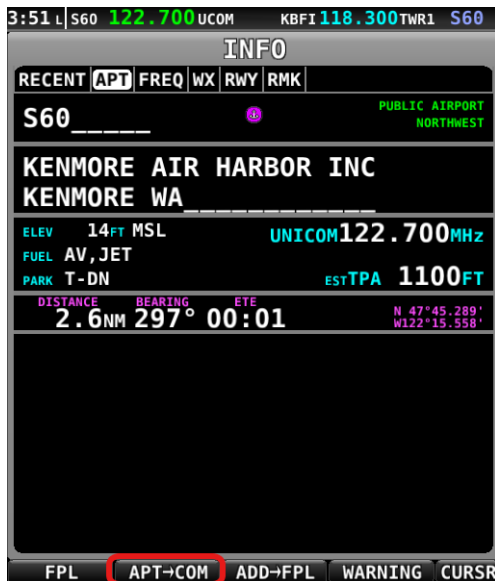 3:51 L S60 122.700 UCOM KBFI 118.300 TWR1 S60
INFO
RECENT APT FREQ WX RWY RMK
S60_____
PUBLIC AIRPORT
NORTHWEST
KENMORE AIR HARBOR INC
KENMORE WA____________
ELEV 14FT MSL UNICOM 122.700MHz
FUEL AV,JET
PARK T-DN ESTTPA 1100FT
DISTANCE BEARING ETE
2.6NM 297° 00:01
N 47°45.289'
W122°15.558'
FPL APT→COM ADD→FPL WARNING CURSR